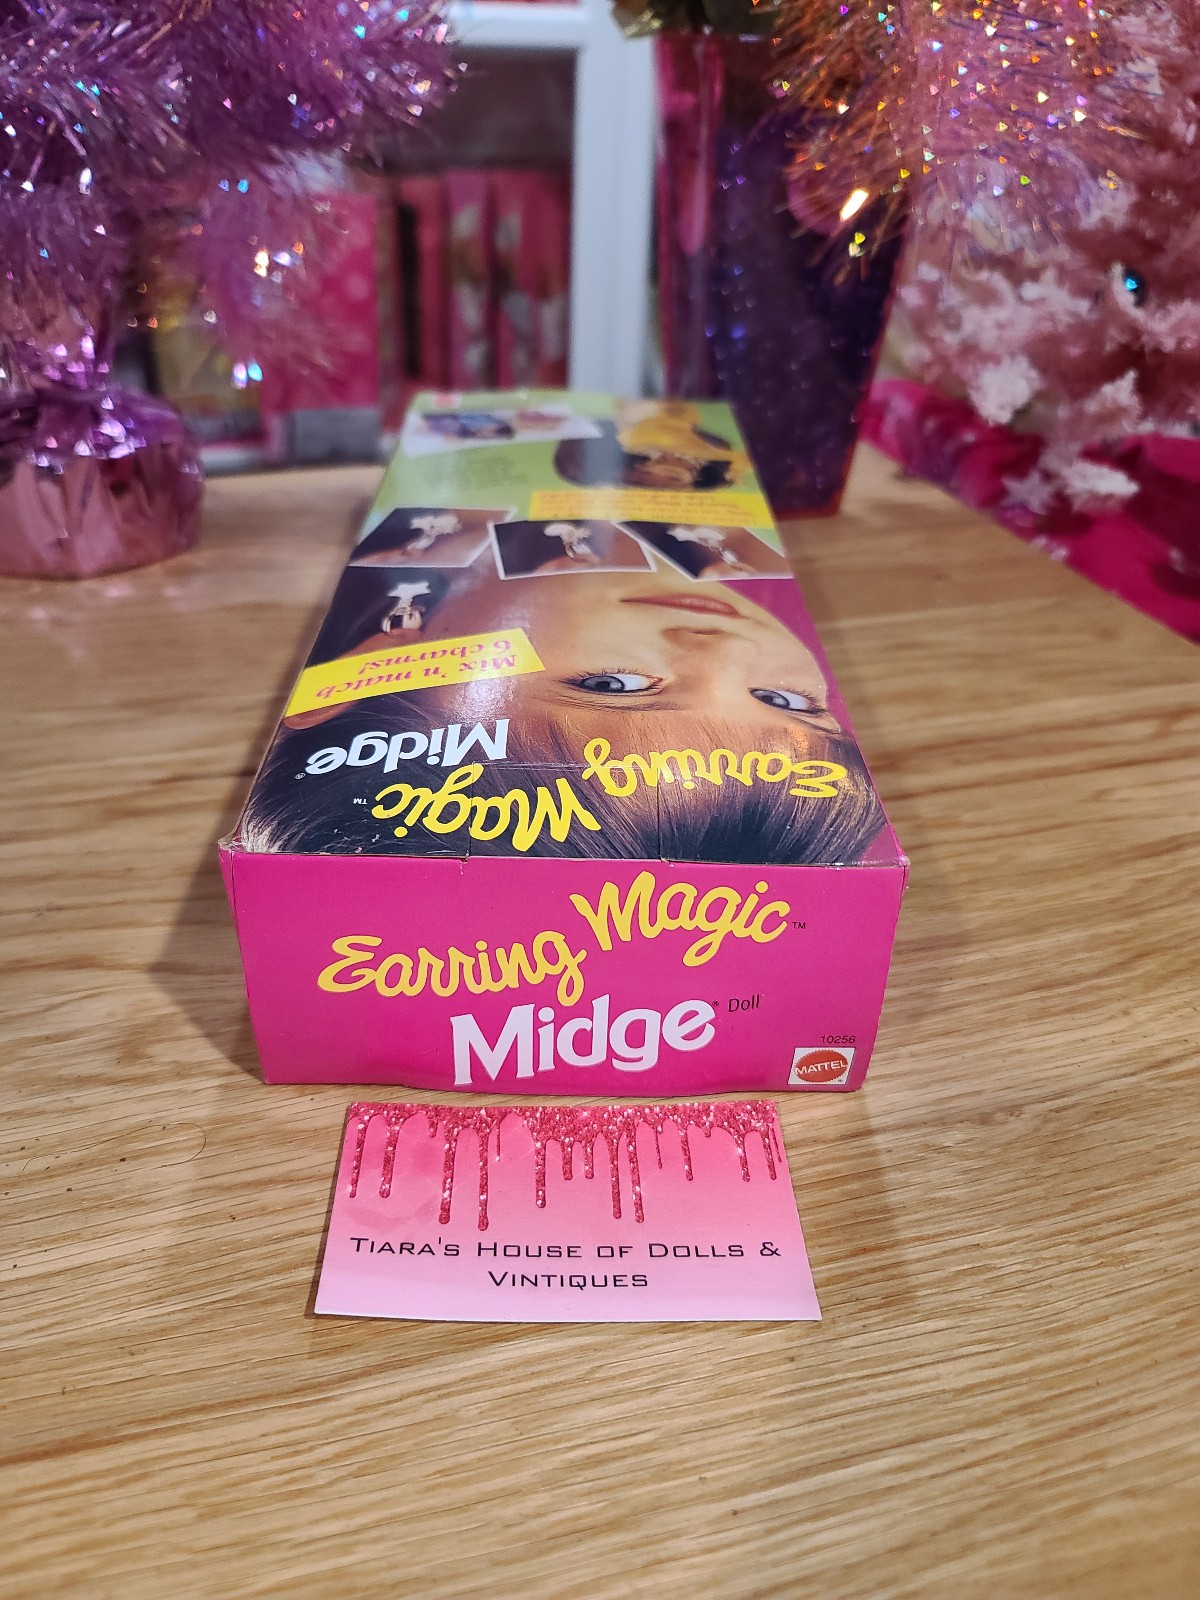 Mix 'n match
6 charms!
Earring Magic™
Midge®
Earring Magic™
Midge® Doll
10256
MATTEL
TIARA'S HOUSE OF DOLLS &
VINTIQUES